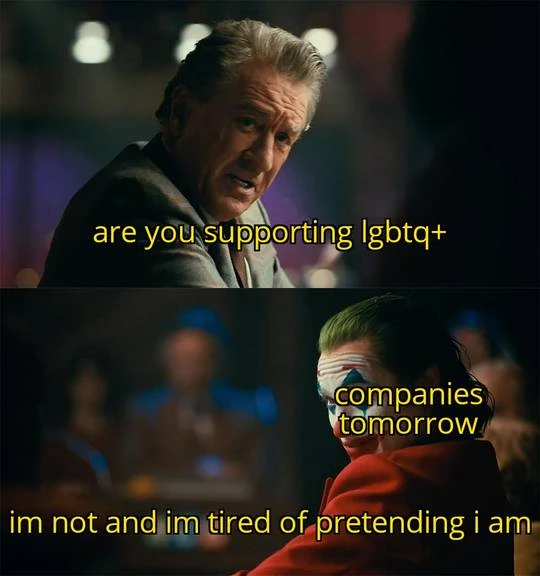 are you supporting lgbtq+
companies
tomorrow
im not and im tired of pretending i am